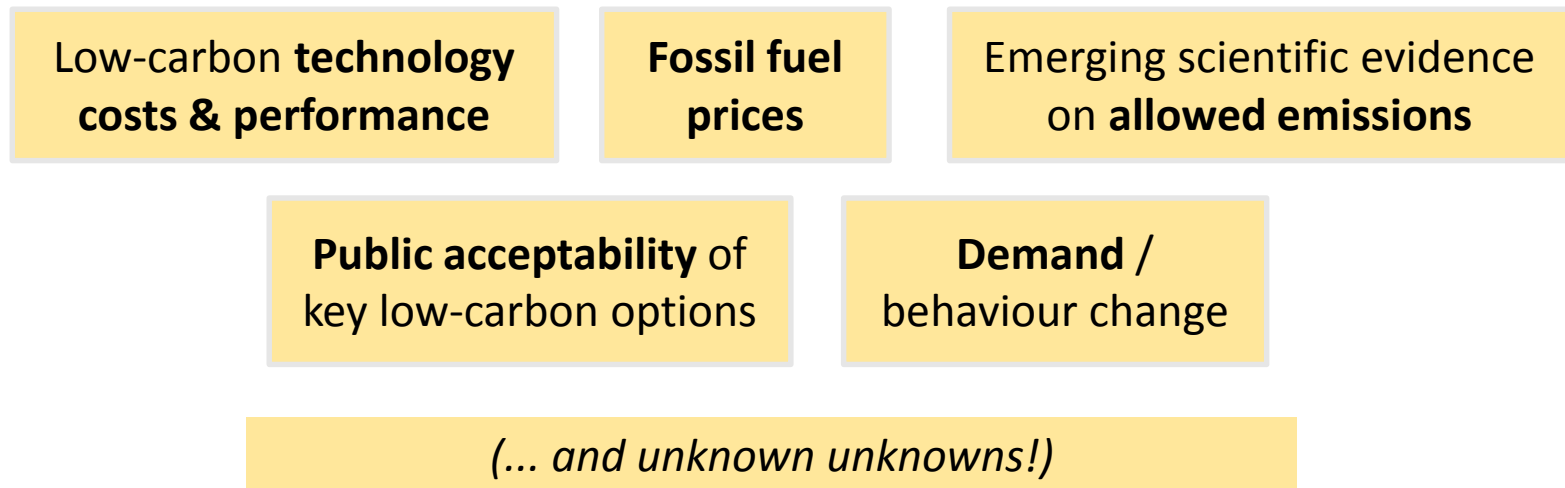 Low-carbon technology
costs & performance
Fossil fuel
prices
Emerging scientific evidence
on allowed emissions
Public acceptability of
key low-carbon options
Demand /
behaviour change
(... and unknown unknowns!)